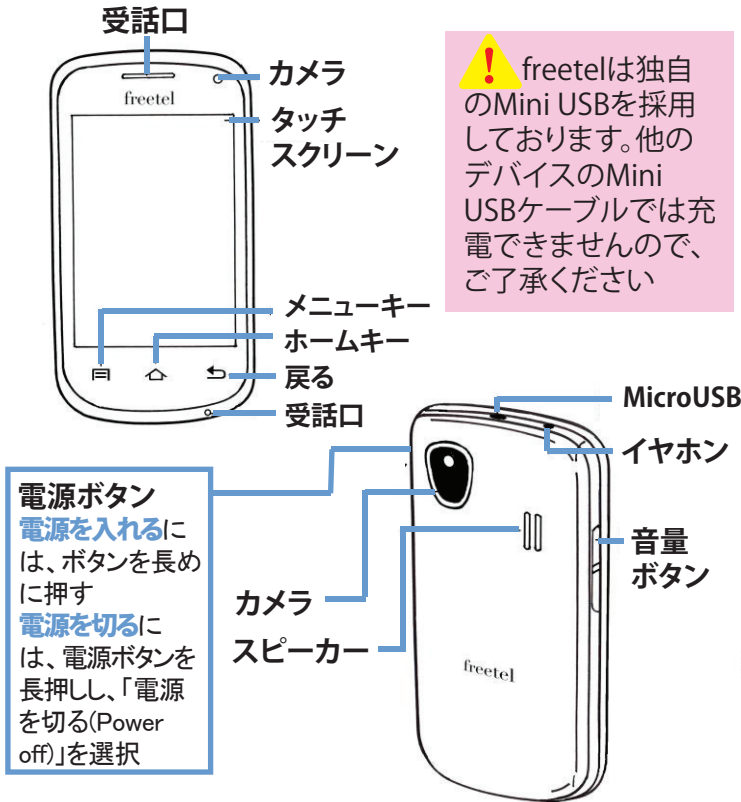 受話口
カメラ
freetel
タッチ
スクリーン
メニューキー
ホームキー
戻る
受話口
! freetelは独自
のMini USBを採用
しております。他の
デバイスのMini
USBケーブルでは充
電できませんので、
ご了承ください
MicroUSB
イヤホン
音量
ボタン
電源ボタン
電源を入れるに
は、ボタンを長め
に押す
電源を切るに
は、電源ボタンを
長押しし、「電源
を切る(Power
off)」を選択
カメラ
スピーカー
freetel